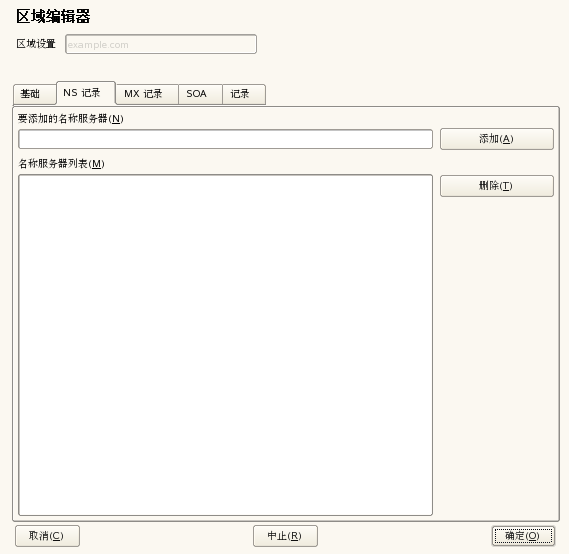 区域编辑器
区域设置 example.com
基础 NS 记录 MX 记录 SOA 记录
要添加的名称服务器(N)
添加(A)
名称服务器列表(M)
删除(T)
取消(C) 中止(R) 确定(O)